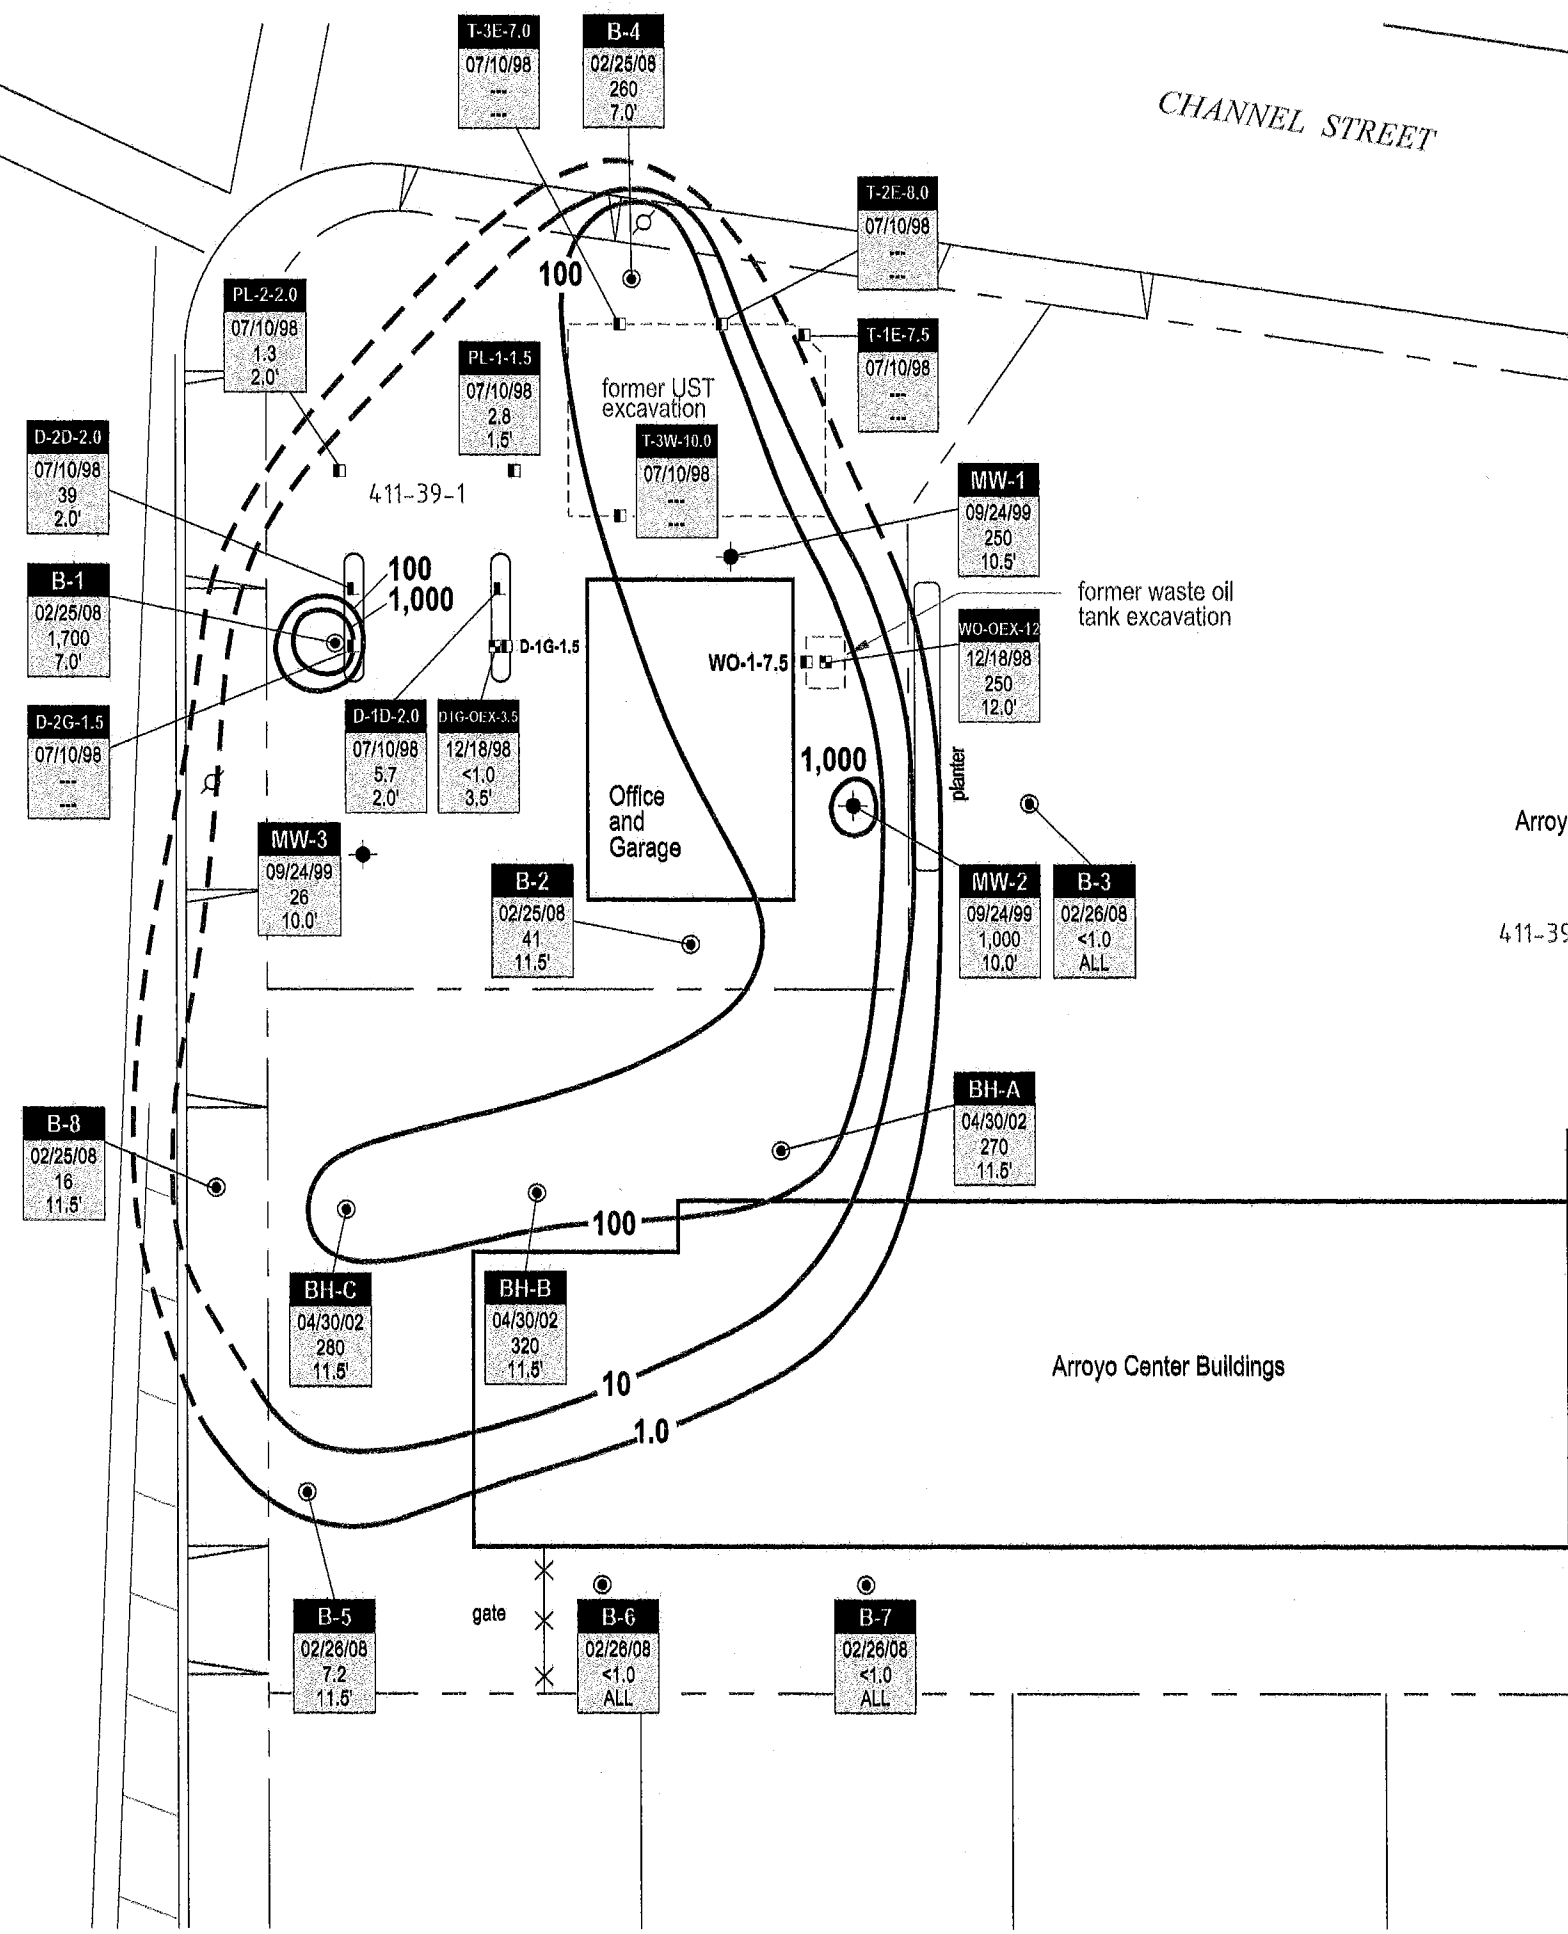 T-3E-7.0
07/10/98
---
---
B-4
02/25/08
260
7.0'
CHANNEL STREET
T-2E-8.0
07/10/98
---
---
100
PL-2-2.0
07/10/98
1.3
2.0'
T-1E-7.5
07/10/98
---
---
PL-1-1.5
07/10/98
2.8
1.5'
former UST
excavation
T-3W-10.0
07/10/98
---
---
D-2D-2.0
07/10/98
39
2.0'
411-39-1
MW-1
09/24/99
250
10.5'
B-1
02/25/08
1,700
7.0'
100
1,000
former waste oil
tank excavation
WO-OEX-12
12/18/98
250
12.0'
D-1G-1.5
WO-1-7.5
D-2G-1.5
07/10/98
---
---
D-1D-2.0
07/10/98
5.7
2.0'
D1G-OEX-3.5
12/18/98
<1.0
3.5'
1,000
planter
Office
and
Garage
Arroy
MW-3
09/24/99
26
10.0'
B-2
02/25/08
41
11.5'
MW-2
09/24/99
1,000
10.0'
B-3
02/26/08
<1.0
ALL
411-39
BH-A
04/30/02
270
11.5'
B-8
02/25/08
16
11.5'
100
BH-C
04/30/02
280
11.5'
BH-B
04/30/02
320
11.5'
10
1.0
Arroyo Center Buildings
gate
B-5
02/26/08
7.2
11.5'
B-6
02/26/08
<1.0
ALL
B-7
02/26/08
<1.0
ALL